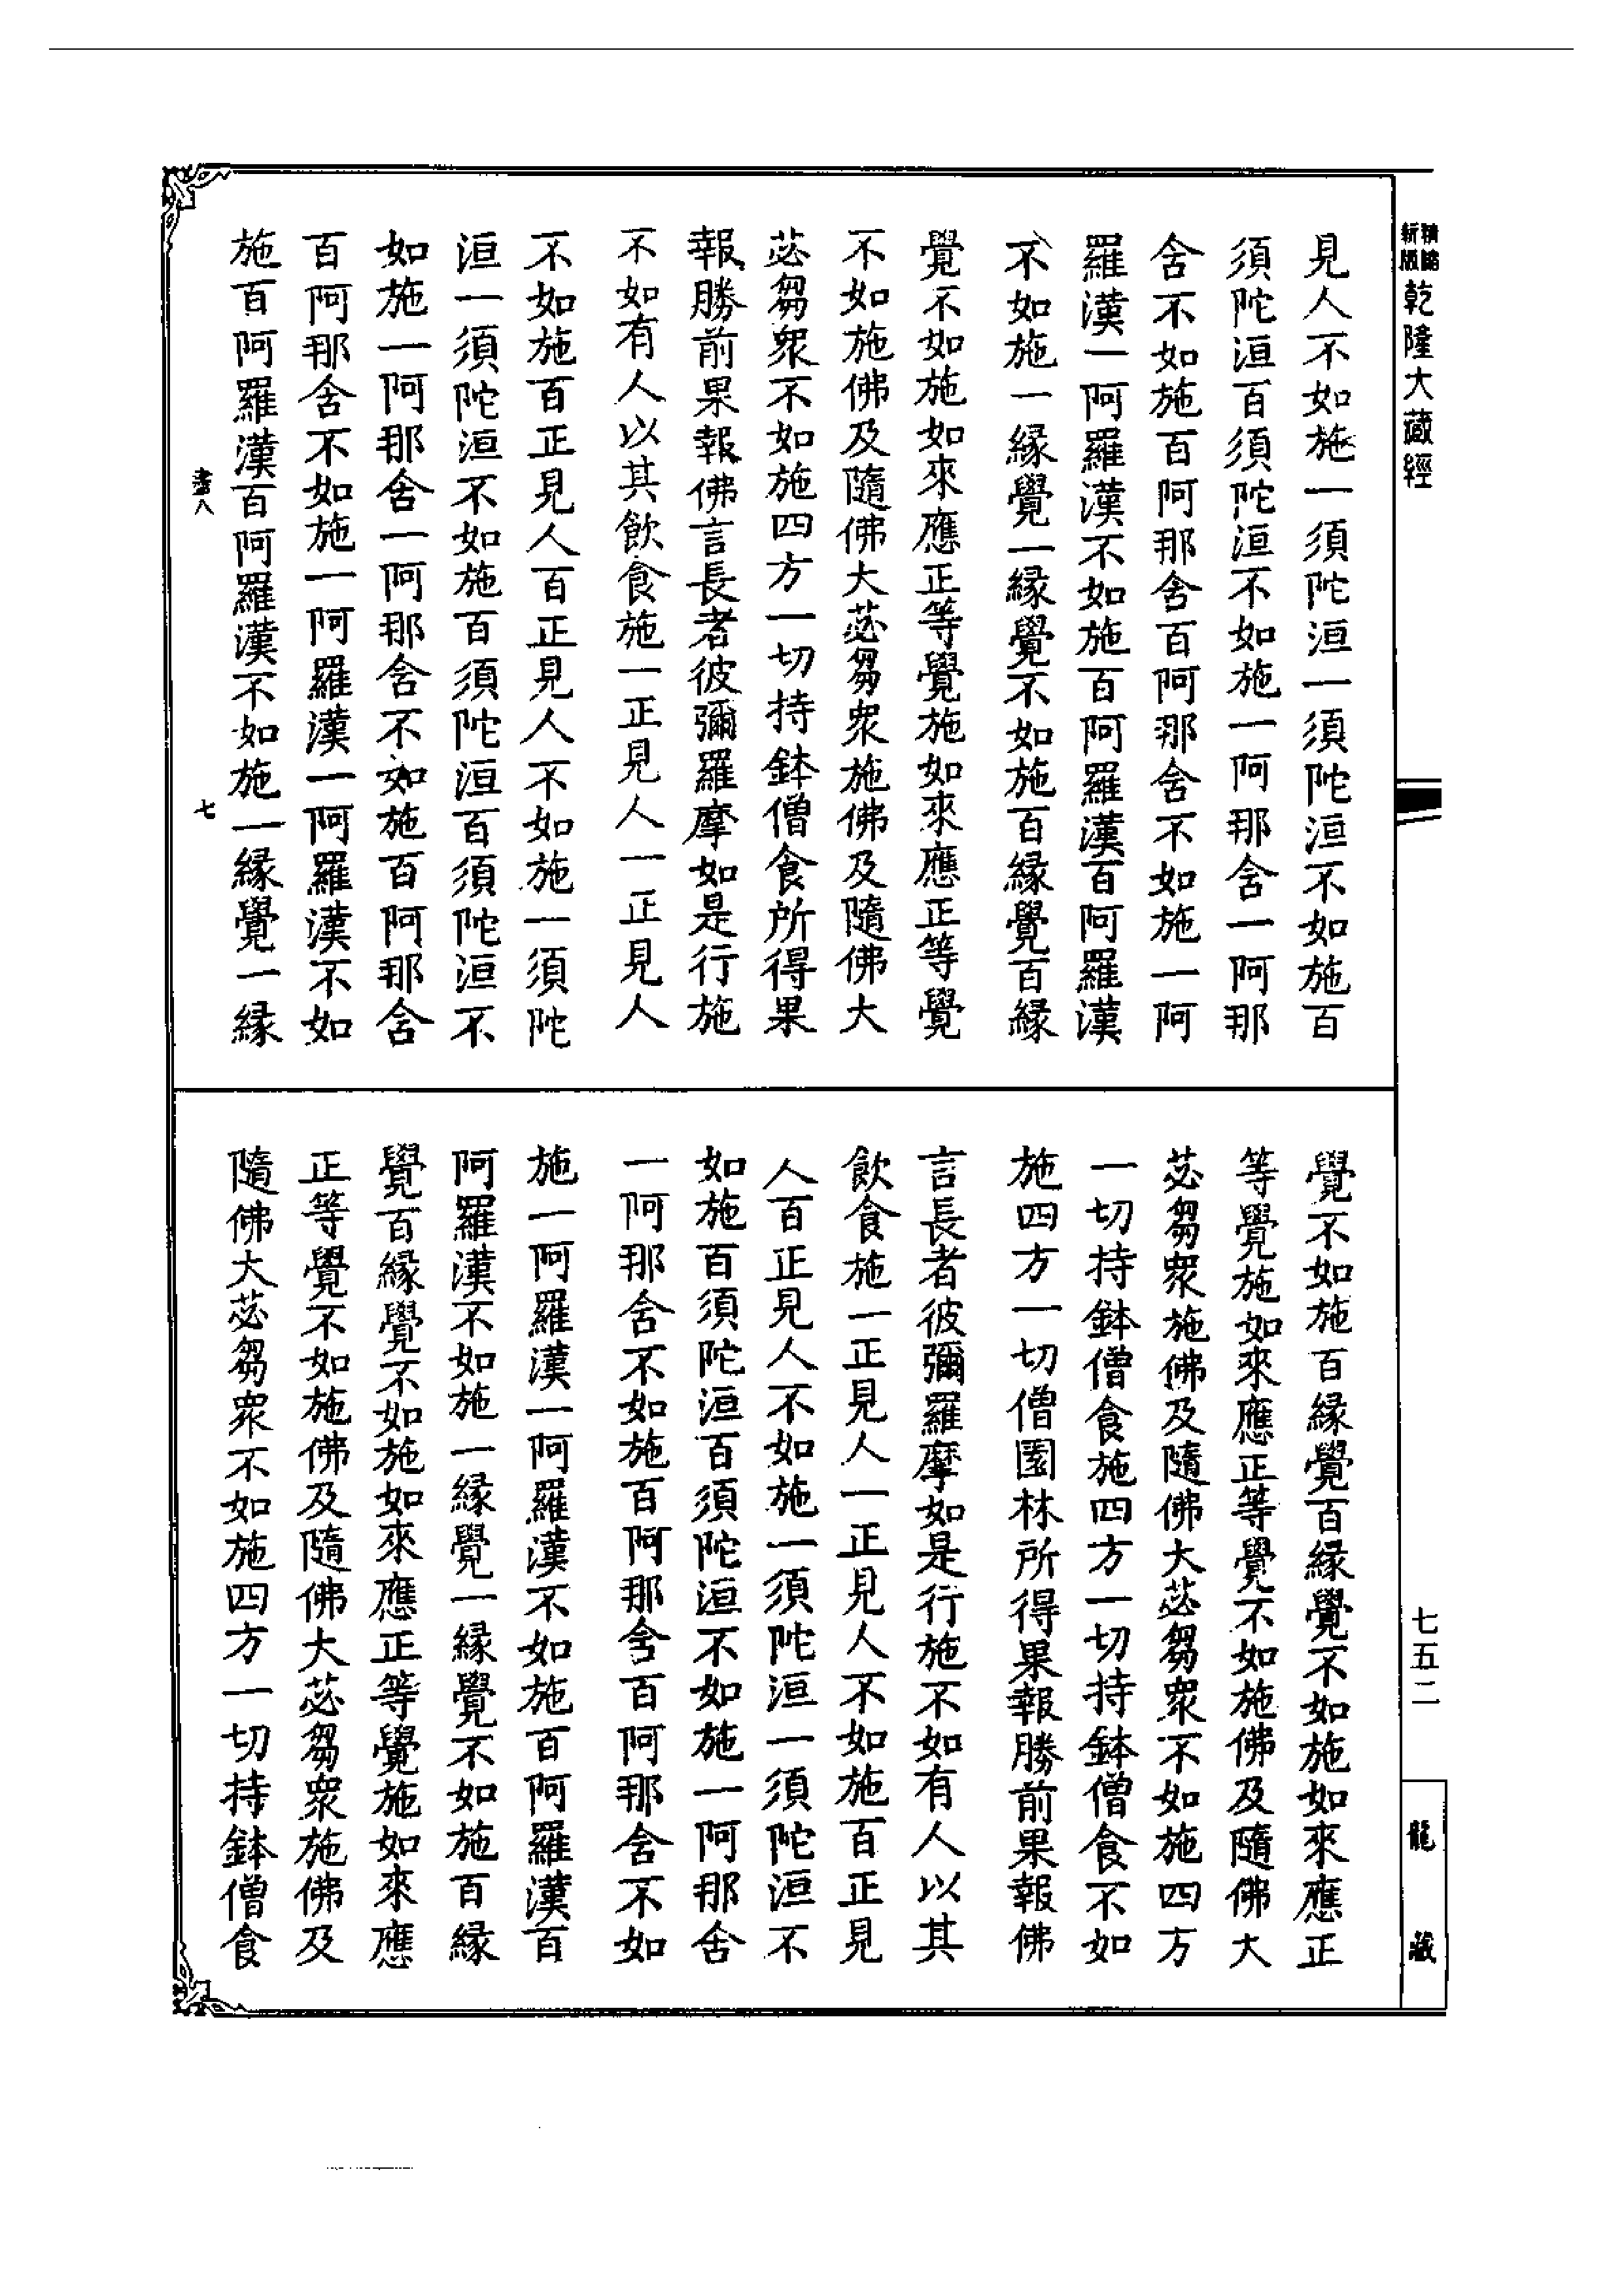 精路
新版
乾隆大藏經
見人不如施一須陀洹一須陀洹不如施百
須陀洹百須陀洹不如施一阿那含一阿那
含不如施百阿那含百阿那含不如施一阿
羅漢一阿羅漢不如施百阿羅漢百阿羅漢
不如施一緣覺一緣覺不如施百緣覺百緣
覺不如施如來應正等覺施如來應正等覺
不如施佛及隨佛大苾芻衆施佛及隨佛大
苾芻衆不如施四方一切持鉢僧食所得果
報勝前果報佛言長者彼彌羅摩如是行施
不如有人以其飲食施一正見人一正見人
不如施百正見人百正見人不如施一須陀
洹一須陀洹不如施百須陀洹百須陀洹不
如施一阿那含一阿那含不如施百阿那含
百阿那含不如施一阿羅漢一阿羅漢不如
施百阿羅漢百阿羅漢不如施一緣覺一緣
七
覺不如施百緣覺百緣覺不如施如來應正
等覺施如來應正等覺不如施佛及隨佛大
苾芻衆施佛及隨佛大苾芻衆不如施四方
一切持鉢僧食施四方一切持鉢僧食不如
施四方一切僧園林所得果報勝前果報佛
言長者彼彌羅摩如是行施不如有人以其
飲食施一正見人一正見人不如施百正見
人百正見人不如施一須陀洹一須陀洹不
如施百須陀洹百須陀洹不如施一阿那含
一阿那含不如施百阿那含百阿那含不如
施一阿羅漢一阿羅漢不如施百阿羅漢百
阿羅漢不如施一緣覺一緣覺不如施百緣
覺百緣覺不如施如來應正等覺施如來應
正等覺不如施佛及隨佛大苾芻衆施佛及
隨佛大苾芻衆不如施四方一切持鉢僧食
七五二
龍藏